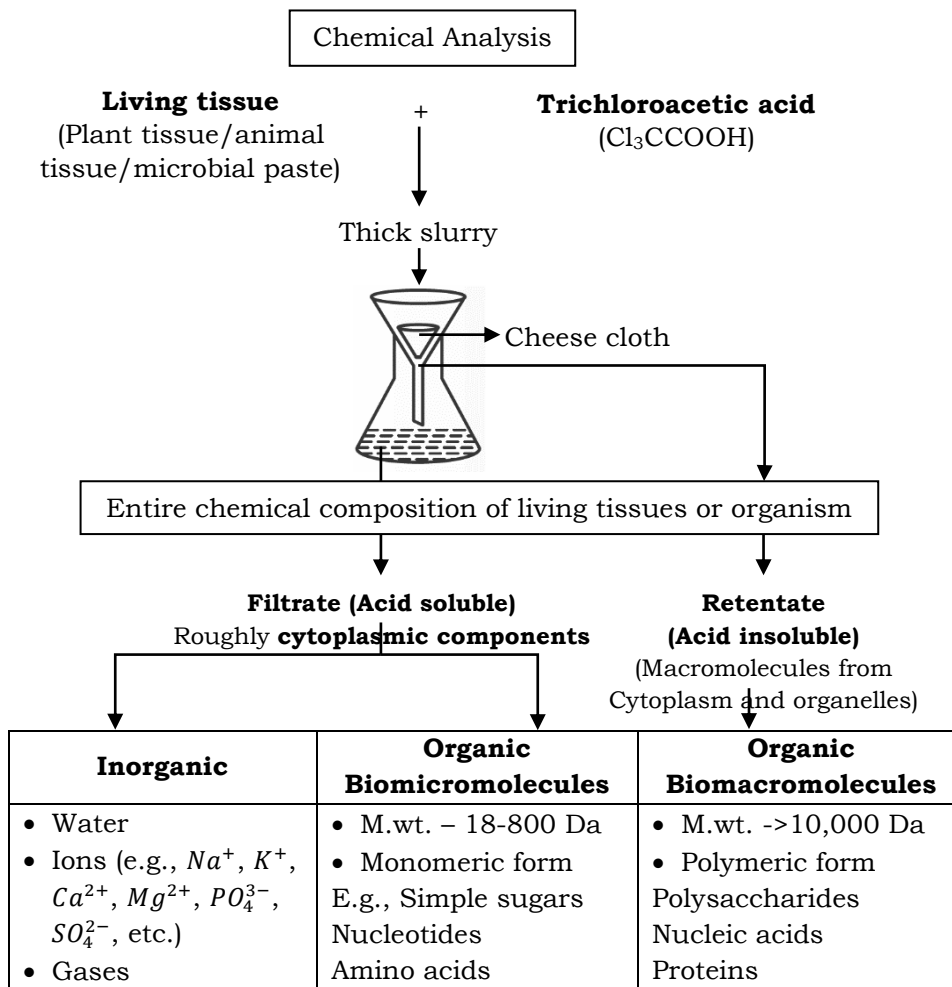 Chemical Analysis
Living tissue
(Plant tissue/animal
tissue/microbial paste)
+
Trichloroacetic acid
(Cl₃CCOOH)
Thick slurry
Cheese cloth
Entire chemical composition of living tissues or organism
Filtrate (Acid soluble)
Roughly cytoplasmic components
Retentate
(Acid insoluble)
(Macromolecules from
Cytoplasm and organelles)
Inorganic
• Water
• Ions (e.g., Na⁺, K⁺,
Ca²⁺, Mg²⁺, PO₄³⁻,
SO₄²⁻, etc.)
• Gases
Organic
Biomicromolecules
• M.wt. – 18-800 Da
• Monomeric form
E.g., Simple sugars
Nucleotides
Amino acids
Organic
Biomacromolecules
• M.wt. ->10,000 Da
• Polymeric form
Polysaccharides
Nucleic acids
Proteins